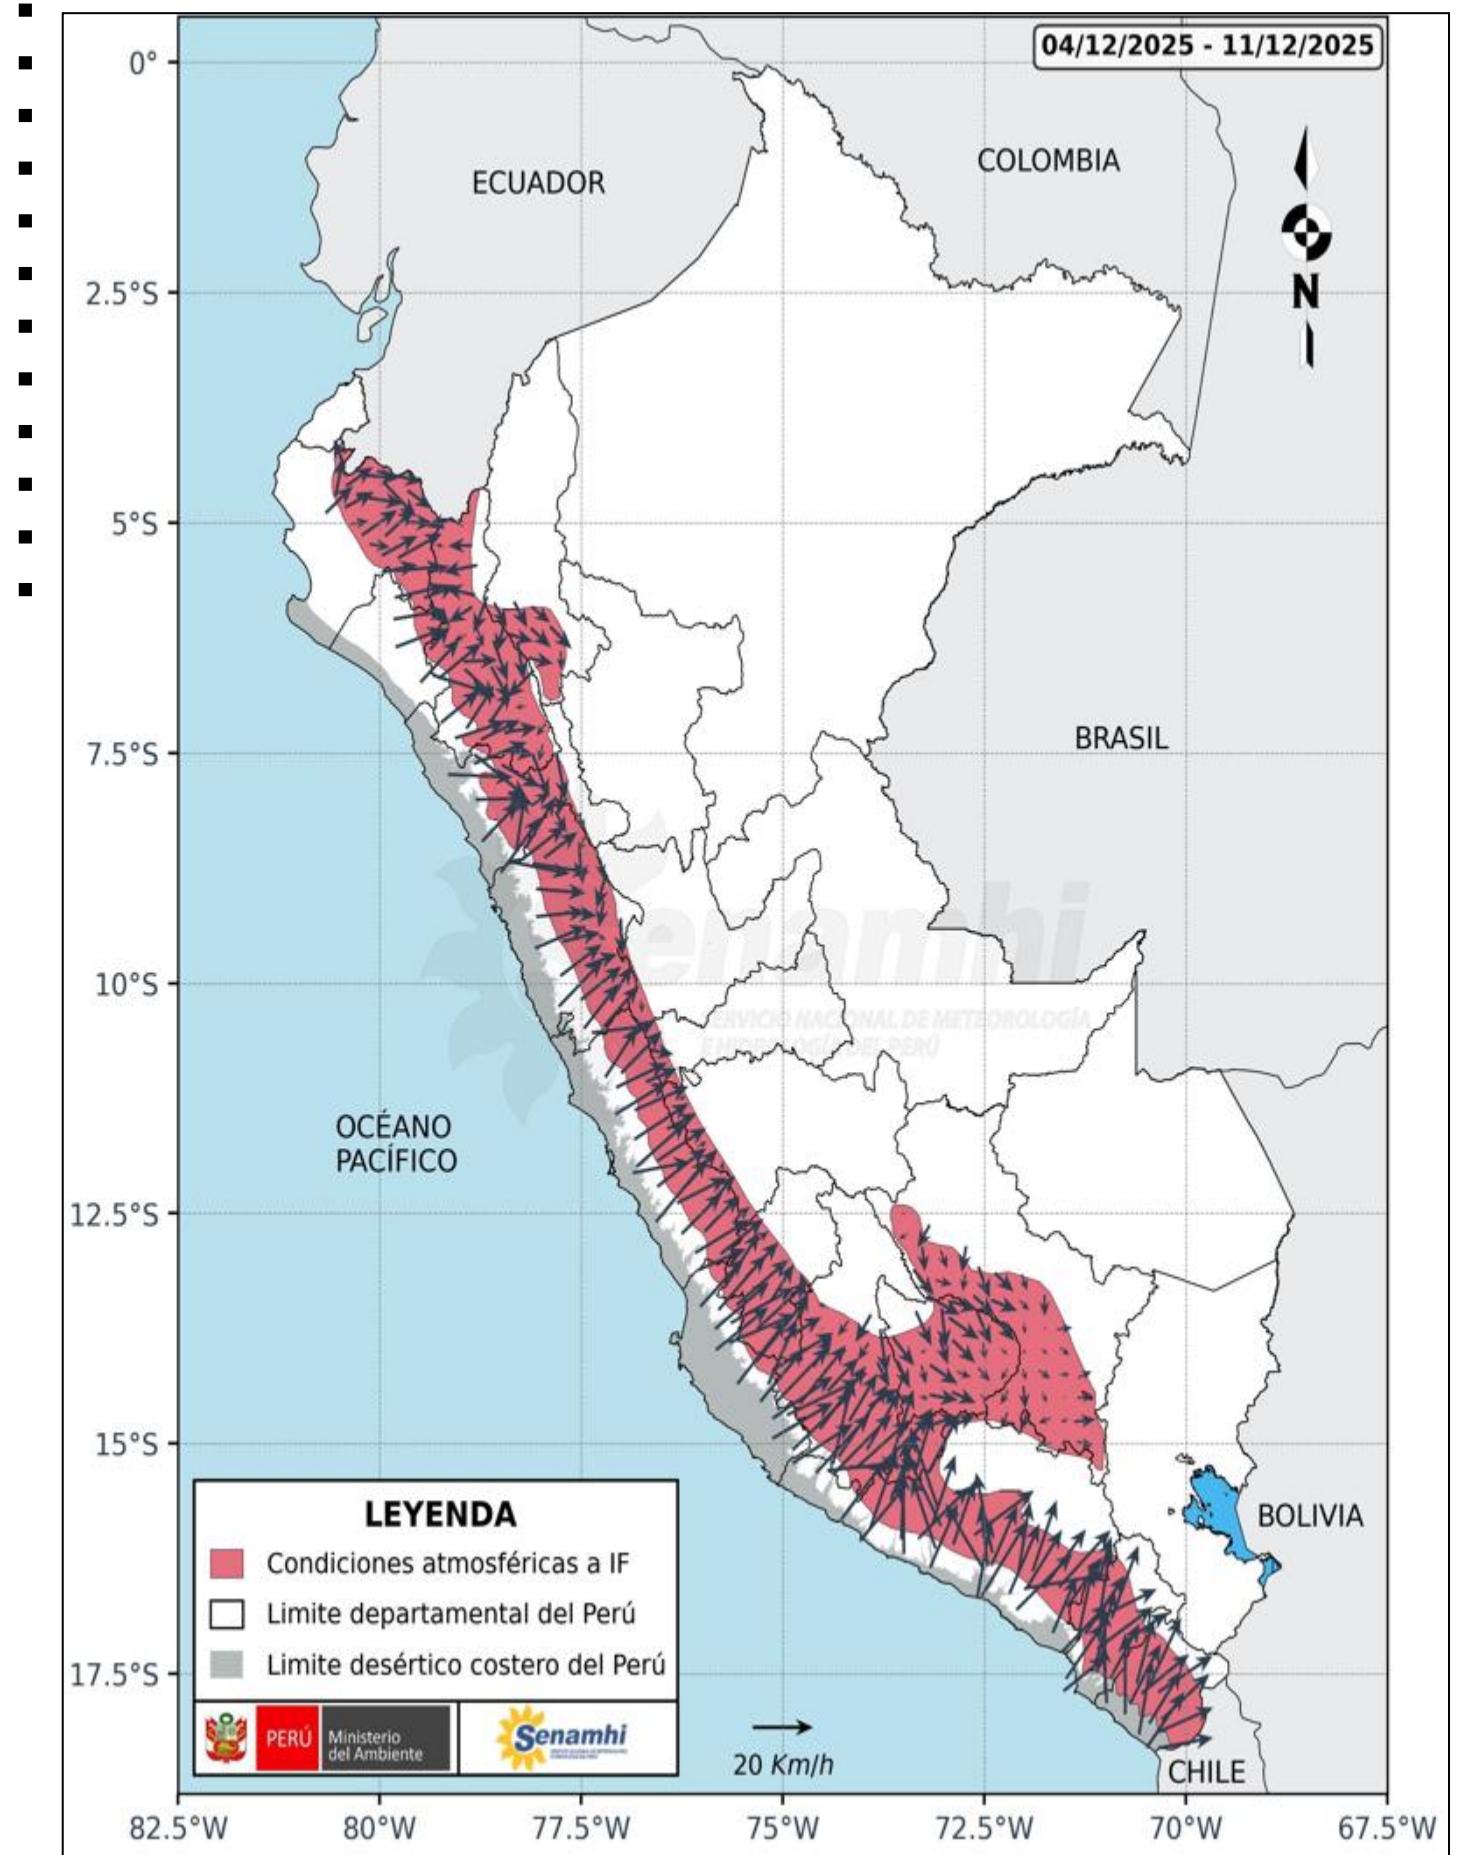 04/12/2025 - 11/12/2025
0°
COLOMBIA
ECUADOR
N
2.5°S
5°S
BRASIL
7.5°S
Senamhi
10°S
SERVICIO NACIONAL DE METEOROLOGÍA
E HIDROLOGÍA DEL PERÚ
OCÉANO
PACÍFICO
12.5°S
15°S
LEYENDA
BOLIVIA
Condiciones atmosféricas a IF
Limite departamental del Perú
Limite desértico costero del Perú
17.5°S
PERÚ
Ministerio
del Ambiente
Senamhi
20 Km/h
CHILE
82.5°W
80°W
77.5°W
75°W
72.5°W
70°W
67.5°W